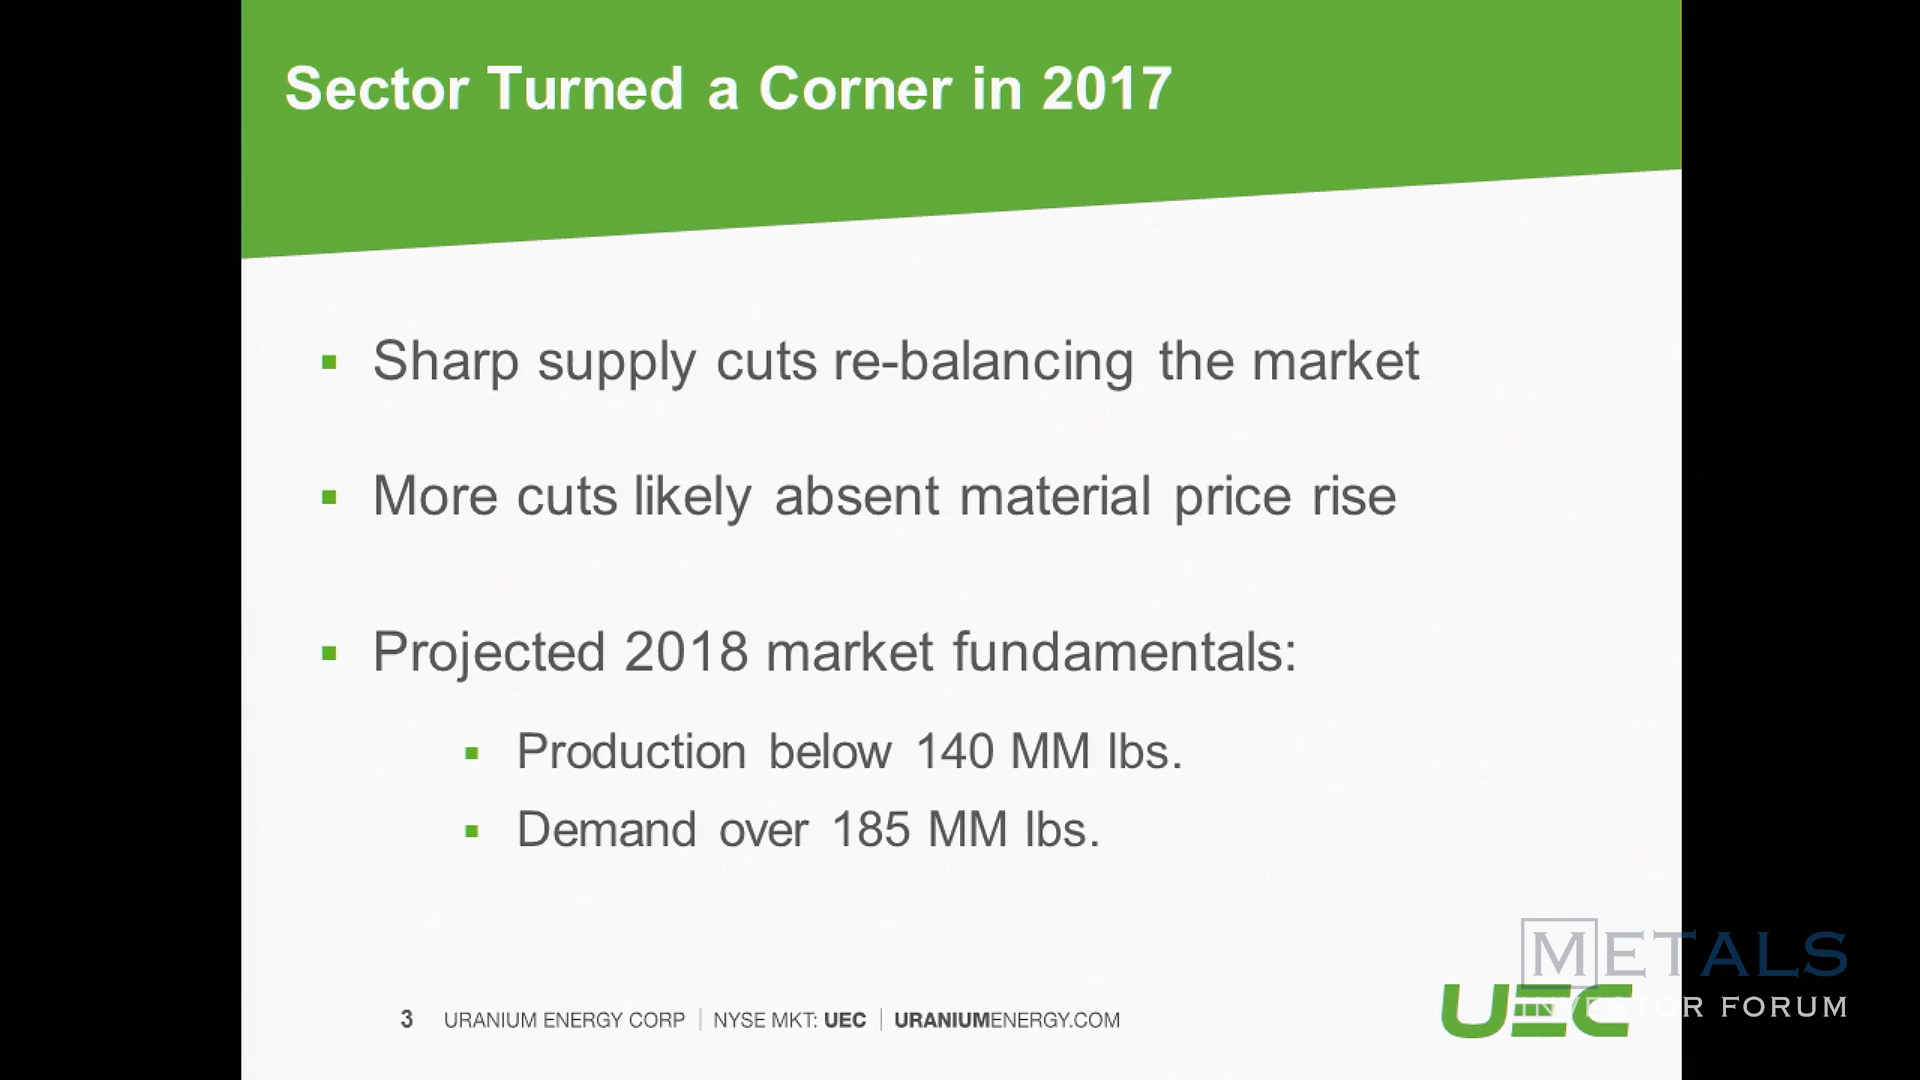 Sector Turned a Corner in 2017
▪ Sharp supply cuts re-balancing the market
▪ More cuts likely absent material price rise
▪ Projected 2018 market fundamentals:
▪ Production below 140 MM lbs.
▪ Demand over 185 MM lbs.
3 URANIUM ENERGY CORP | NYSE MKT: UEC | URANIUMENERGY.COM
UEC
METALS
INVESTOR FORUM